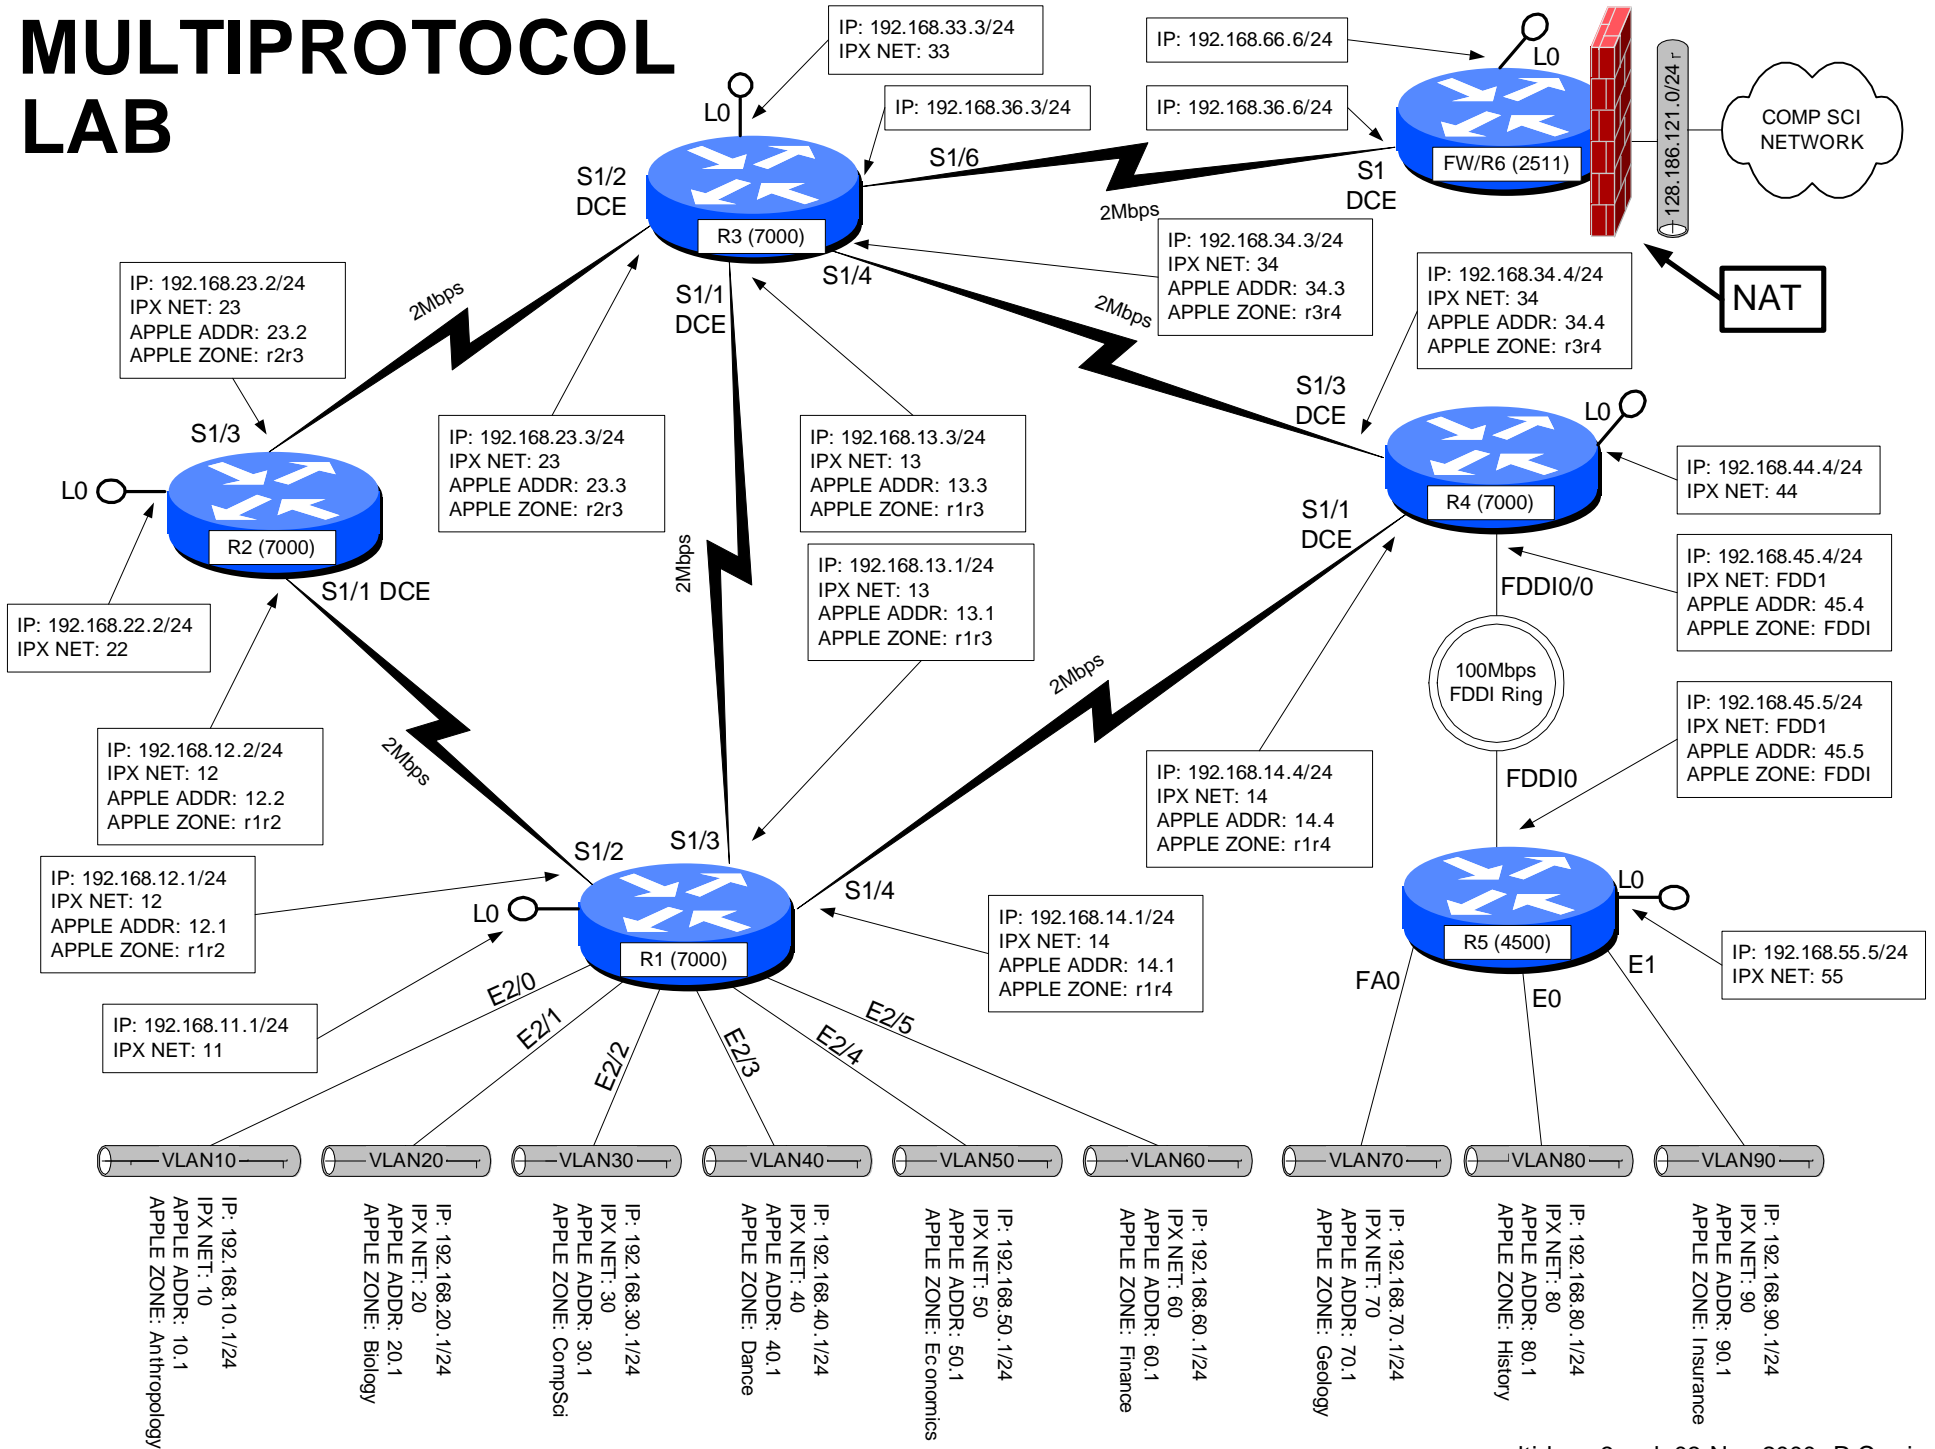 MULTIPROTOCOL
LAB
IP: 192.168.33.3/24
IPX NET: 33
L0
IP: 192.168.36.3/24
IP: 192.168.66.6/24
IP: 192.168.36.6/24
L0
FW/R6 (2511)
128.186.121.0/24
COMP SCI
NETWORK
NAT
S1/2
DCE
S1/6
S1
DCE
2Mbps
R3 (7000)
S1/1
DCE
S1/4
IP: 192.168.34.3/24
IPX NET: 34
APPLE ADDR: 34.3
APPLE ZONE: r3r4
IP: 192.168.34.4/24
IPX NET: 34
APPLE ADDR: 34.4
APPLE ZONE: r3r4
IP: 192.168.23.2/24
IPX NET: 23
APPLE ADDR: 23.2
APPLE ZONE: r2r3
2Mbps
2Mbps
S1/3
DCE
L0
S1/3
IP: 192.168.23.3/24
IPX NET: 23
APPLE ADDR: 23.3
APPLE ZONE: r2r3
IP: 192.168.13.3/24
IPX NET: 13
APPLE ADDR: 13.3
APPLE ZONE: r1r3
IP: 192.168.44.4/24
IPX NET: 44
L0
R2 (7000)
R4 (7000)
S1/1
DCE
S1/1 DCE
2Mbps
IP: 192.168.13.1/24
IPX NET: 13
APPLE ADDR: 13.1
APPLE ZONE: r1r3
FDDI0/0
IP: 192.168.45.4/24
IPX NET: FDD1
APPLE ADDR: 45.4
APPLE ZONE: FDDI
IP: 192.168.22.2/24
IPX NET: 22
2Mbps
100Mbps
FDDI Ring
IP: 192.168.45.5/24
IPX NET: FDD1
APPLE ADDR: 45.5
APPLE ZONE: FDDI
IP: 192.168.12.2/24
IPX NET: 12
APPLE ADDR: 12.2
APPLE ZONE: r1r2
2Mbps
IP: 192.168.14.4/24
IPX NET: 14
APPLE ADDR: 14.4
APPLE ZONE: r1r4
FDDI0
S1/2
S1/3
S1/4
IP: 192.168.12.1/24
IPX NET: 12
APPLE ADDR: 12.1
APPLE ZONE: r1r2
L0
R1 (7000)
IP: 192.168.14.1/24
IPX NET: 14
APPLE ADDR: 14.1
APPLE ZONE: r1r4
L0
R5 (4500)
IP: 192.168.55.5/24
IPX NET: 55
IP: 192.168.11.1/24
IPX NET: 11
E2/0
E2/1
E2/2
E2/3
E2/4
E2/5
FA0
E0
E1
VLAN10
VLAN20
VLAN30
VLAN40
VLAN50
VLAN60
VLAN70
VLAN80
VLAN90
IP: 192.168.10.1/24
IPX NET: 10
APPLE ADDR: 10.1
APPLE ZONE: Anthropology
IP: 192.168.20.1/24
IPX NET: 20
APPLE ADDR: 20.1
APPLE ZONE: Biology
IP: 192.168.30.1/24
IPX NET: 30
APPLE ADDR: 30.1
APPLE ZONE: CompSci
IP: 192.168.40.1/24
IPX NET: 40
APPLE ADDR: 40.1
APPLE ZONE: Dance
IP: 192.168.50.1/24
IPX NET: 50
APPLE ADDR: 50.1
APPLE ZONE: Economics
IP: 192.168.60.1/24
IPX NET: 60
APPLE ADDR: 60.1
APPLE ZONE: Finance
IP: 192.168.70.1/24
IPX NET: 70
APPLE ADDR: 70.1
APPLE ZONE: Geology
IP: 192.168.80.1/24
IPX NET: 80
APPLE ADDR: 80.1
APPLE ZONE: History
IP: 192.168.90.1/24
IPX NET: 90
APPLE ADDR: 90.1
APPLE ZONE: Insurance